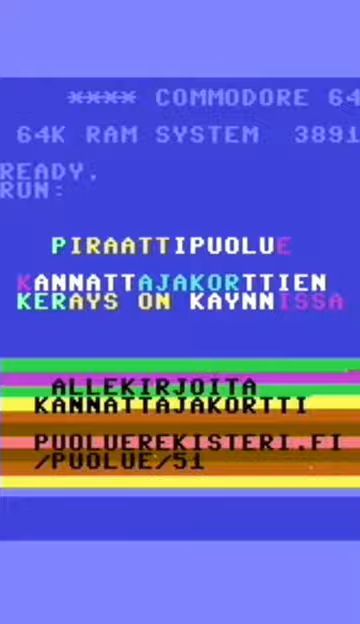 **** COMMODORE 64
64K RAM SYSTEM 3891
READY.
RUN:
PIRAATTIPUOLUE
KANNATTAJAKORTTIEN
KERAYS ON KAYNNISSA
ALLEKIRJOITA
KANNATTAJAKORTTI
PUOLUEREKISTERI.FI
/PUOLUE/51